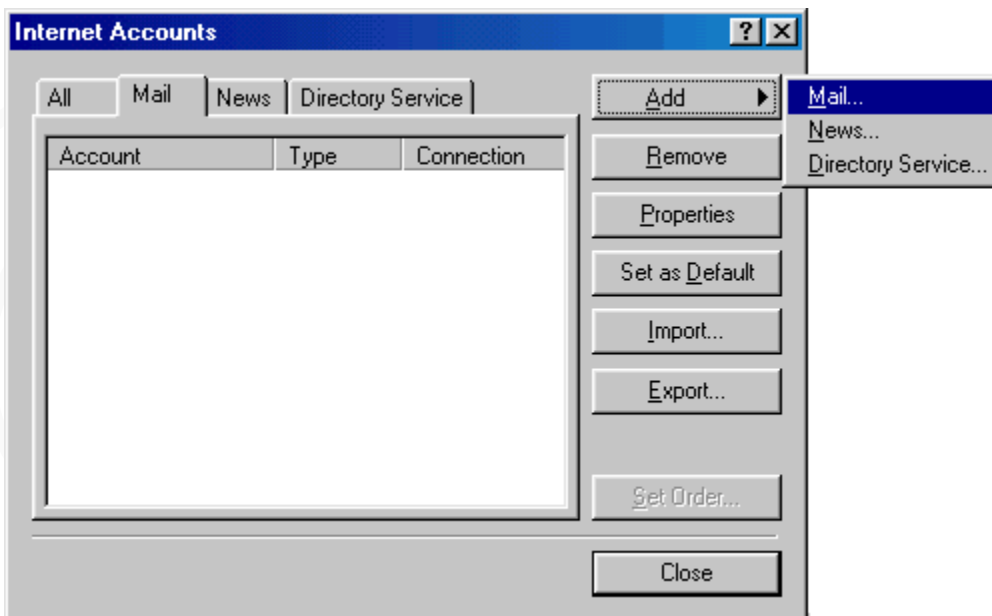 Internet Accounts
All Mail News Directory Service
Account Type Connection
Add
Remove
Properties
Set as Default
Import...
Export...
Set Order...
Close
Mail...
News...
Directory Service...